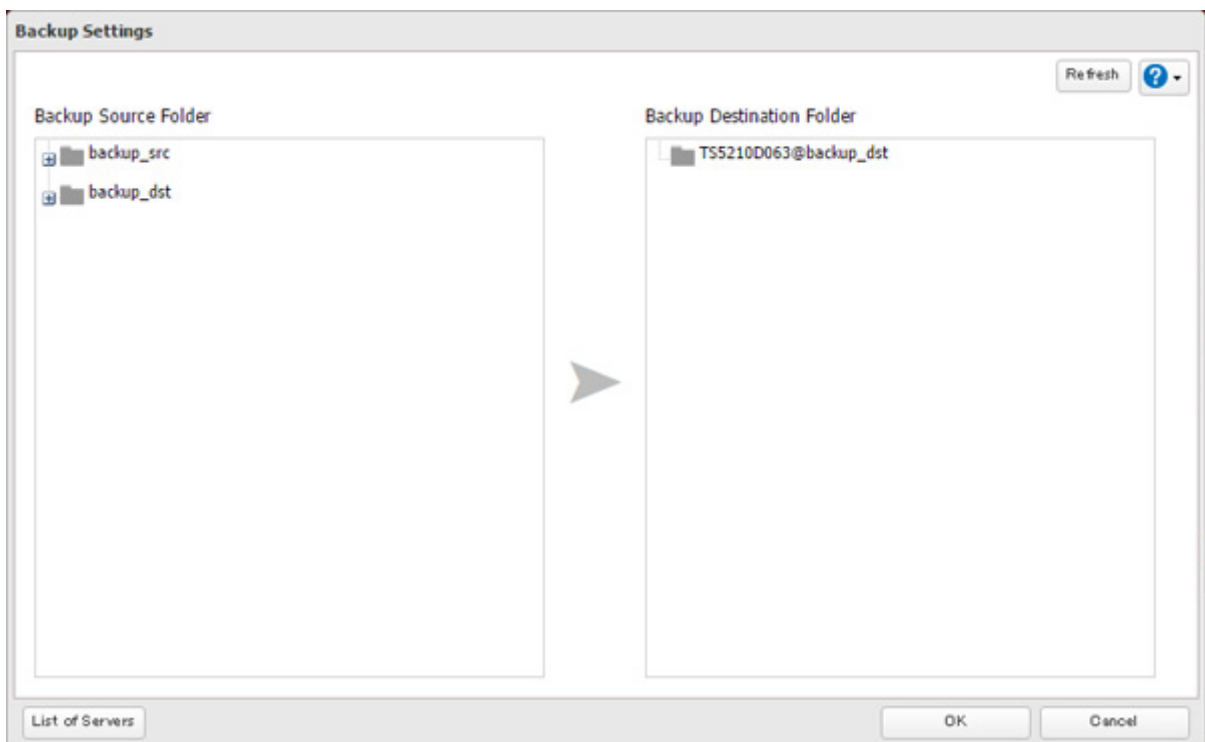 Backup Settings
Refresh ?
Backup Source Folder
Backup Destination Folder
backup_src
backup_dst
TS5210D063@backup_dst
List of Servers
OK
Cancel